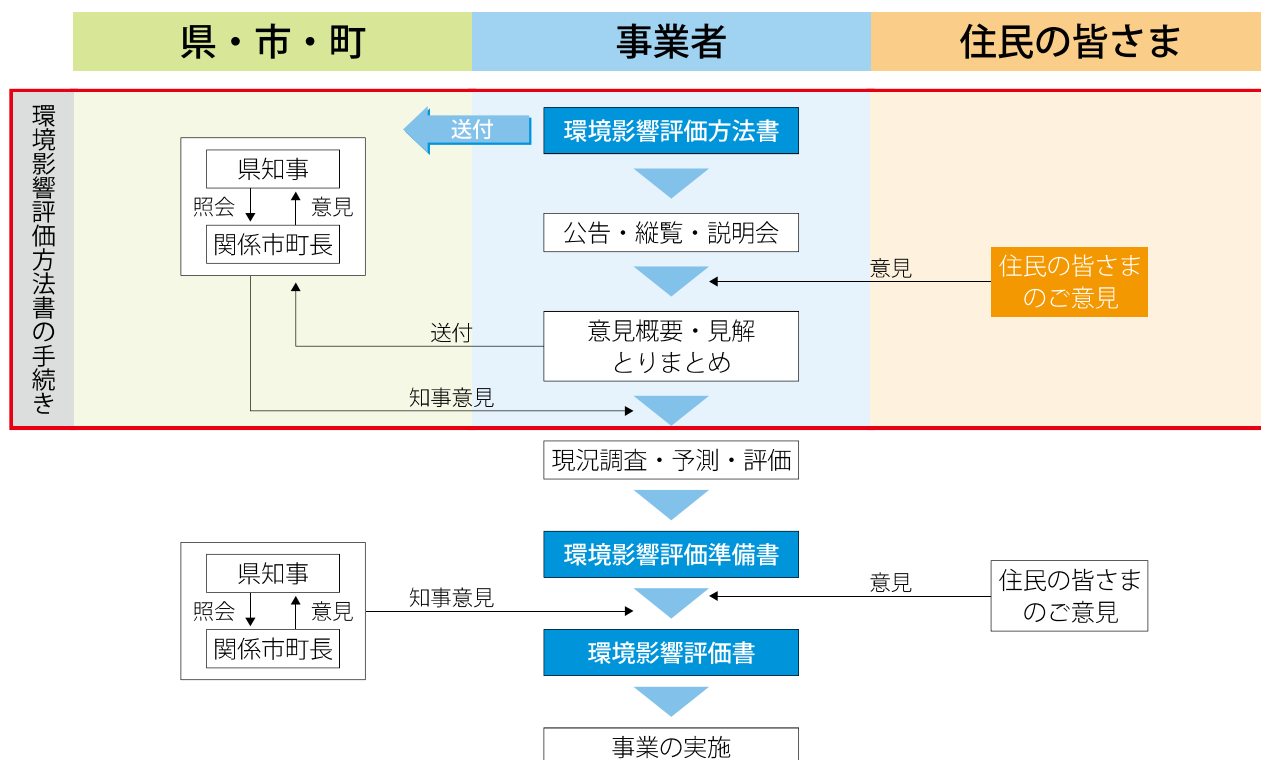 県・市・町
事業者
住民の皆さま
環境影響評価方法書の手続き
送付
環境影響評価方法書
県知事
照会
意見
関係市町長
公告・縦覧・説明会
意見
住民の皆さま
のご意見
送付
意見概要・見解
とりまとめ
知事意見
現況調査・予測・評価
環境影響評価準備書
県知事
照会
意見
関係市町長
知事意見
意見
住民の皆さま
のご意見
環境影響評価書
事業の実施